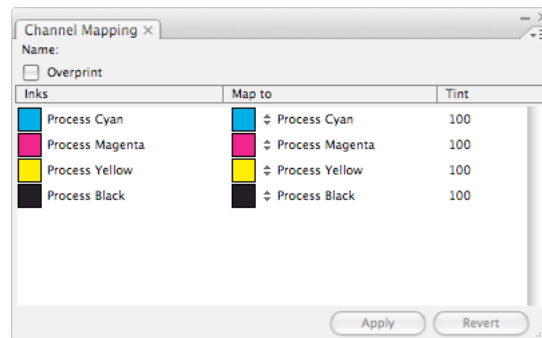 Channel Mapping
Name:
Overprint
Inks Map to Tint
Process Cyan Process Cyan 100
Process Magenta Process Magenta 100
Process Yellow Process Yellow 100
Process Black Process Black 100
Apply Revert